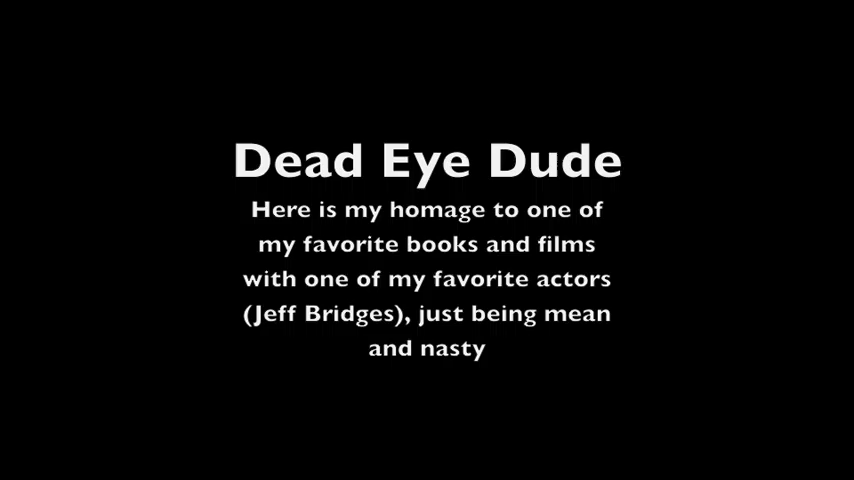 Dead Eye Dude
Here is my homage to one of
my favorite books and films
with one of my favorite actors
(Jeff Bridges), just being mean
and nasty